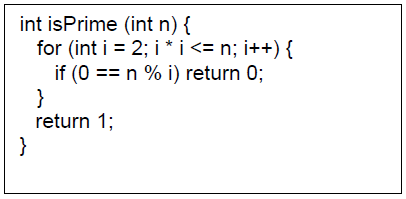 int isPrime (int n) {
for (int i = 2; i * i <= n; i++) {
if (0 == n % i) return 0;
}
return 1;
}